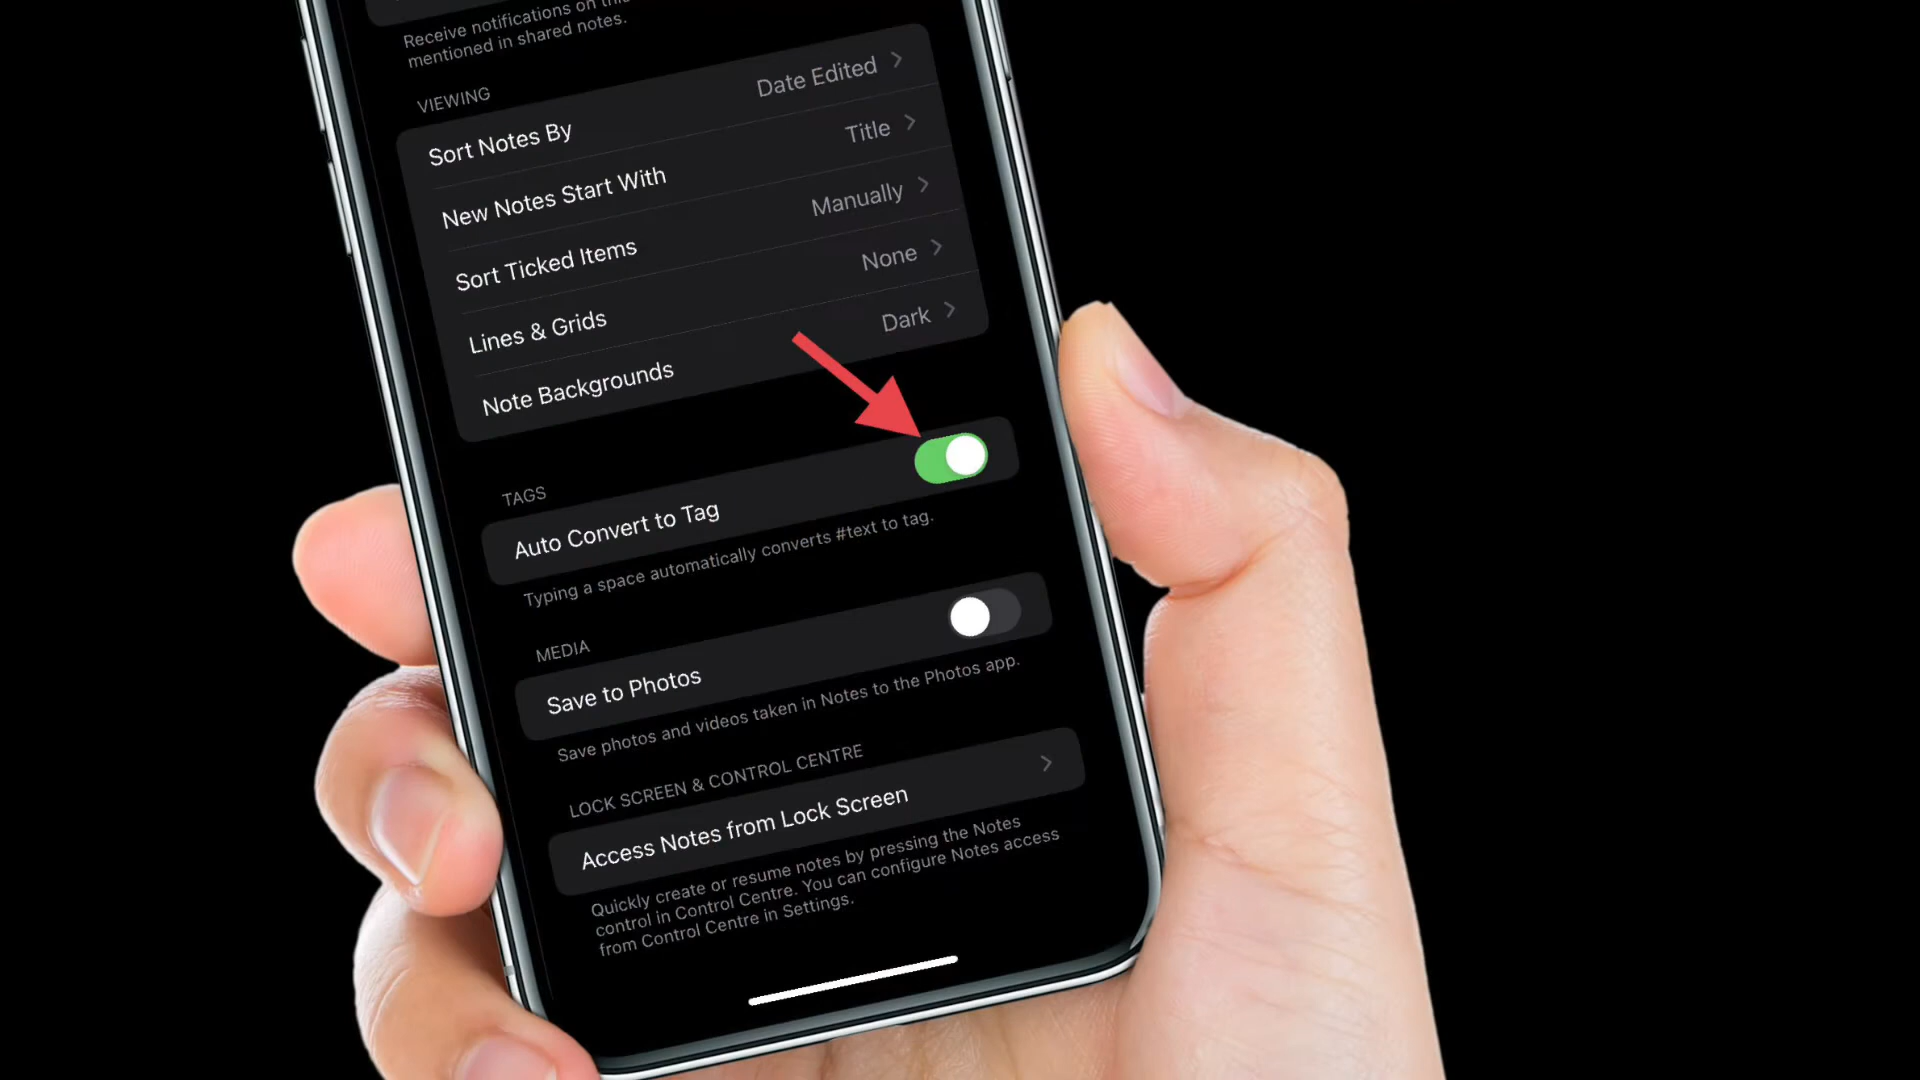 Receive notifications on
mentioned in shared notes.
VIEWING
Sort Notes By Date Edited
New Notes Start With Title
Sort Ticked Items Manually
Lines & Grids None
Note Backgrounds Dark
TAGS
Auto Convert to Tag
Typing a space automatically converts #text to tag.
MEDIA
Save to Photos
Save photos and videos taken in Notes to the Photos app.
LOCK SCREEN & CONTROL CENTRE
Access Notes from Lock Screen
Quickly create or resume notes by pressing the Notes
control in Control Centre. You can configure Notes access
from Control Centre in Settings.